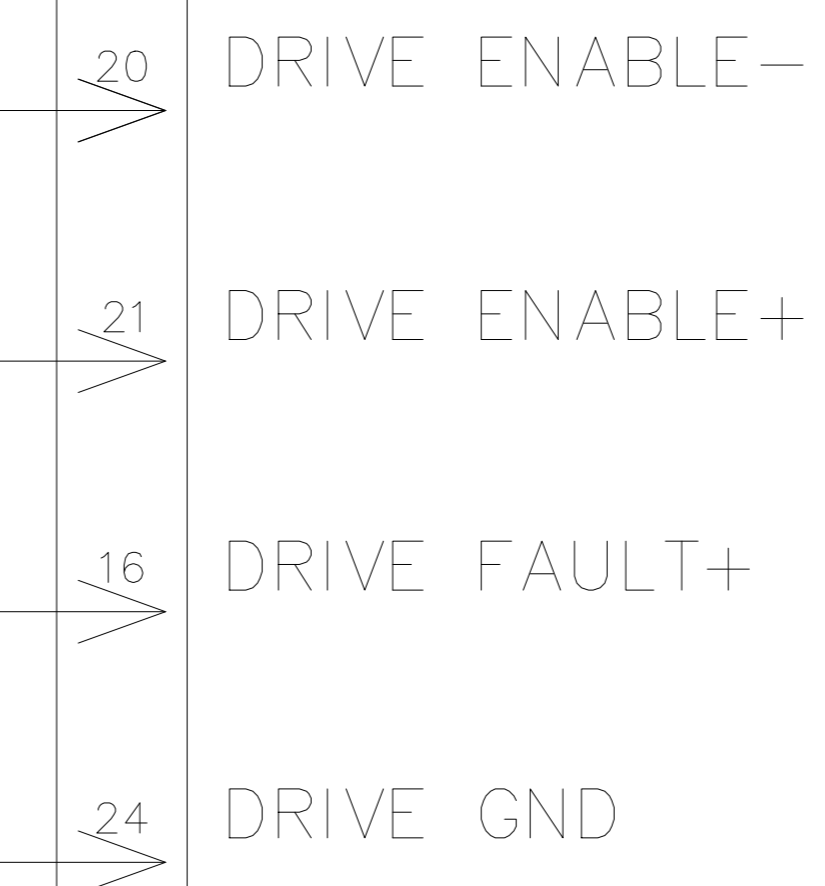 20 DRIVE ENABLE−
21 DRIVE ENABLE+
16 DRIVE FAULT+
24 DRIVE GND